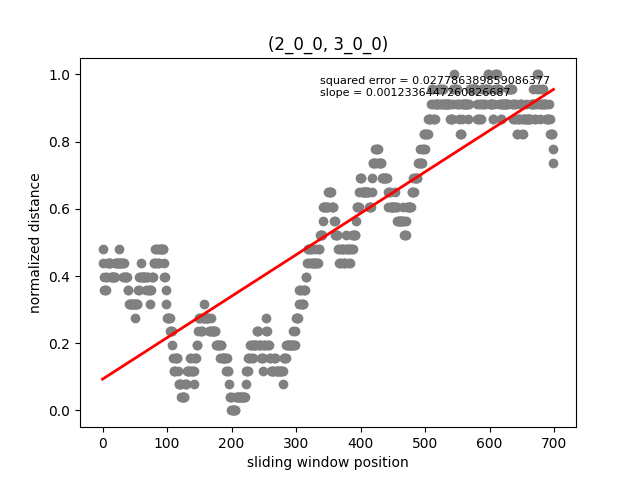 (2_0_0, 3_0_0)
squared error = 0.027786389859086377
slope = 0.0012336447260826687
1.0
0.8
0.6
0.4
0.2
0.0
normalized distance
0 100 200 300 400 500 600 700
sliding window position